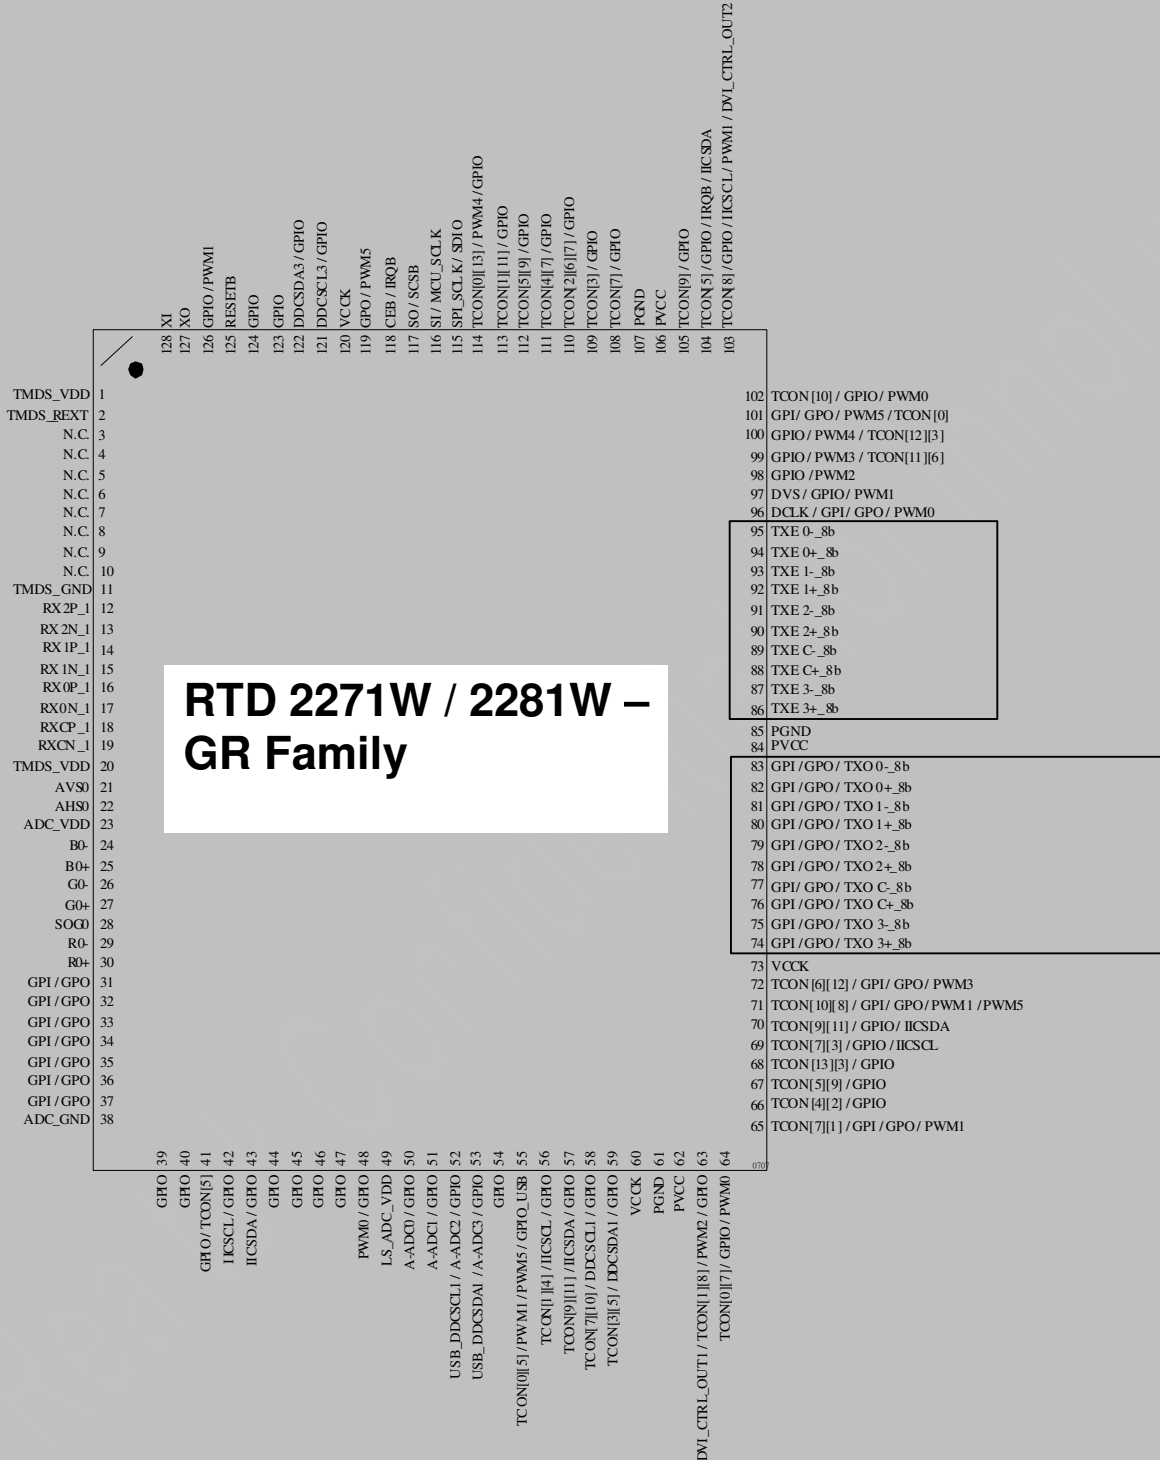 128 XI
127 XO
126 GPIO / PWM1
125 RESETB
124 GPIO
123 GPIO
122 DDCSDA3 / GPIO
121 DDCSCL3 / GPIO
120 VCCK
119 GPO / PWM5
118 CEB / IRQB
117 SO / SCSB
116 SI / MCU_SCLK
115 SPI_SCLK / SDIO
114 TCON[0][13] / PWM4 / GPIO
113 TCON[1][11] / GPIO
112 TCON[5][9] / GPIO
111 TCON[4][7] / GPIO
110 TCON[2][6][7] / GPIO
109 TCON[3] / GPIO
108 TCON[7] / GPIO
107 PGND
106 PVCC
105 TCON[9] / GPIO
104 TCON[5] / GPIO / IRQB / IICSDA
103 TCON[8] / GPIO / IICSCL / PWM1 / DVI_CTRL_OUT2
TMDS_VDD 1
TMDS_REXT 2
N.C. 3
N.C. 4
N.C. 5
N.C. 6
N.C. 7
N.C. 8
N.C. 9
N.C. 10
TMDS_GND 11
RX2P_1 12
RX2N_1 13
RX1P_1 14
RX1N_1 15
RX0P_1 16
RX0N_1 17
RXCP_1 18
RXCN_1 19
TMDS_VDD 20
AVS0 21
AHS0 22
ADC_VDD 23
B0- 24
B0+ 25
G0- 26
G0+ 27
SOG0 28
R0- 29
R0+ 30
GPI / GPO 31
GPI / GPO 32
GPI / GPO 33
GPI / GPO 34
GPI / GPO 35
GPI / GPO 36
GPI / GPO 37
ADC_GND 38
RTD 2271W / 2281W –
GR Family
102 TCON[10] / GPIO / PWM0
101 GPI / GPO / PWM5 / TCON[0]
100 GPIO / PWM4 / TCON[12][3]
99 GPIO / PWM3 / TCON[11][6]
98 GPIO / PWM2
97 DVS / GPIO / PWM1
96 DCLK / GPI / GPO / PWM0
95 TXE 0-_8b
94 TXE 0+_8b
93 TXE 1-_8b
92 TXE 1+_8b
91 TXE 2-_8b
90 TXE 2+_8b
89 TXE C-_8b
88 TXE C+_8b
87 TXE 3-_8b
86 TXE 3+_8b
85 PGND
84 PVCC
83 GPI / GPO / TXO 0-_8b
82 GPI / GPO / TXO 0+_8b
81 GPI / GPO / TXO 1-_8b
80 GPI / GPO / TXO 1+_8b
79 GPI / GPO / TXO 2-_8b
78 GPI / GPO / TXO 2+_8b
77 GPI / GPO / TXO C-_8b
76 GPI / GPO / TXO C+_8b
75 GPI / GPO / TXO 3-_8b
74 GPI / GPO / TXO 3+_8b
73 VCCK
72 TCON[6][12] / GPI / GPO / PWM3
71 TCON[10][8] / GPI / GPO / PWM1 / PWM5
70 TCON[9][11] / GPIO / IICSDA
69 TCON[7][3] / GPIO / IICSCL
68 TCON[13][3] / GPIO
67 TCON[5][9] / GPIO
66 TCON[4][2] / GPIO
65 TCON[7][1] / GPI / GPO / PWM1
GPIO 39
GPIO 40
GPIO / TCON[5] 41
IICSCL / GPIO 42
IICSDA / GPIO 43
GPIO 44
GPIO 45
GPIO 46
GPIO 47
PWM0 / GPIO 48
LS_ADC_VDD 49
A-ADC0 / GPIO 50
A-ADC1 / GPIO 51
USB_DDCSCL1 / A-ADC2 / GPIO 52
USB_DDCSDA1 / A-ADC3 / GPIO 53
GPIO 54
TCON[0][5] / PWM1 / PWM5 / GPIO_USB 55
TCON[1][4] / IICSCL / GPIO 56
TCON[9][11] / IICSDA / GPIO 57
TCON[7][10] / DDCSCL1 / GPIO 58
TCON[3][5] / DDCSDA1 / GPIO 59
VCCK 60
PGND 61
PVCC 62
DVI_CTRL_OUT1 / TCON[1][8] / PWM2 / GPIO 63
TCON[0][7] / GPIO / PWM0 64